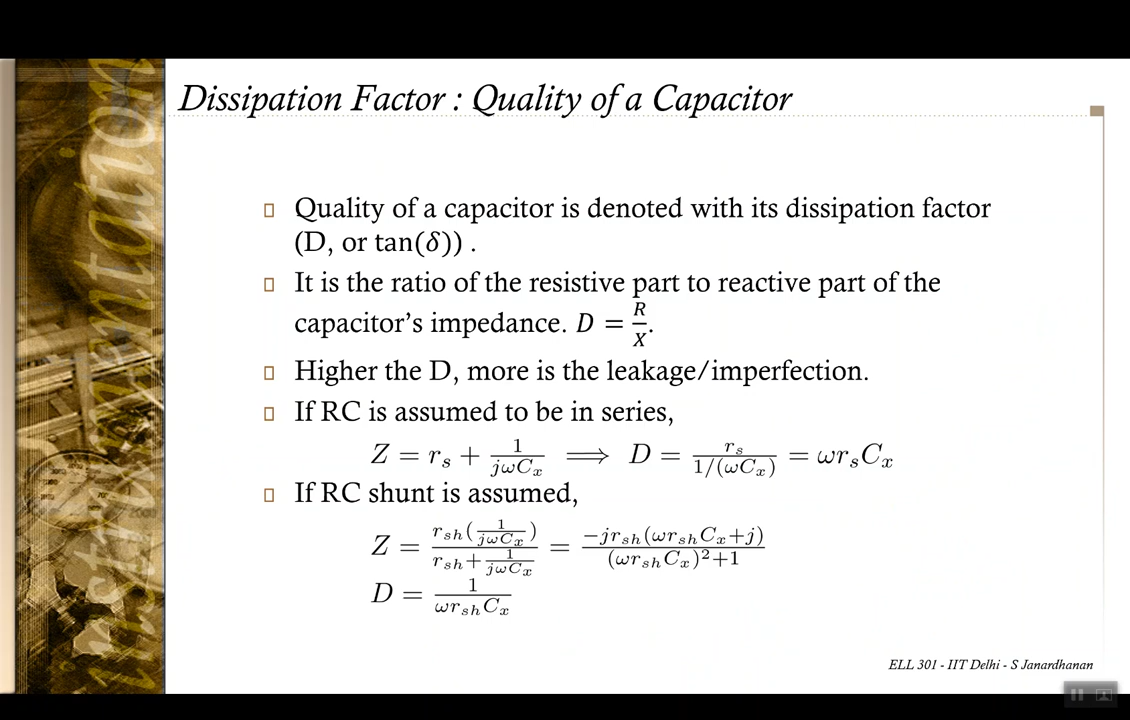 Dissipation Factor : Quality of a Capacitor
Quality of a capacitor is denoted with its dissipation factor
(D, or tan(δ)) .
It is the ratio of the resistive part to reactive part of the
capacitor's impedance. D = R/X.
Higher the D, more is the leakage/imperfection.
If RC is assumed to be in series,
Z = r_s + 1/(jωC_x) ⟹ D = r_s/(1/(ωC_x)) = ωr_sC_x
If RC shunt is assumed,
Z = (r_sh(1/(jωC_x)))/(r_sh + 1/(jωC_x)) = (−jr_sh(ωr_shC_x+j))/((ωr_shC_x)²+1)
D = 1/(ωr_shC_x)
ELL 301 - IIT Delhi - S Janardhanan